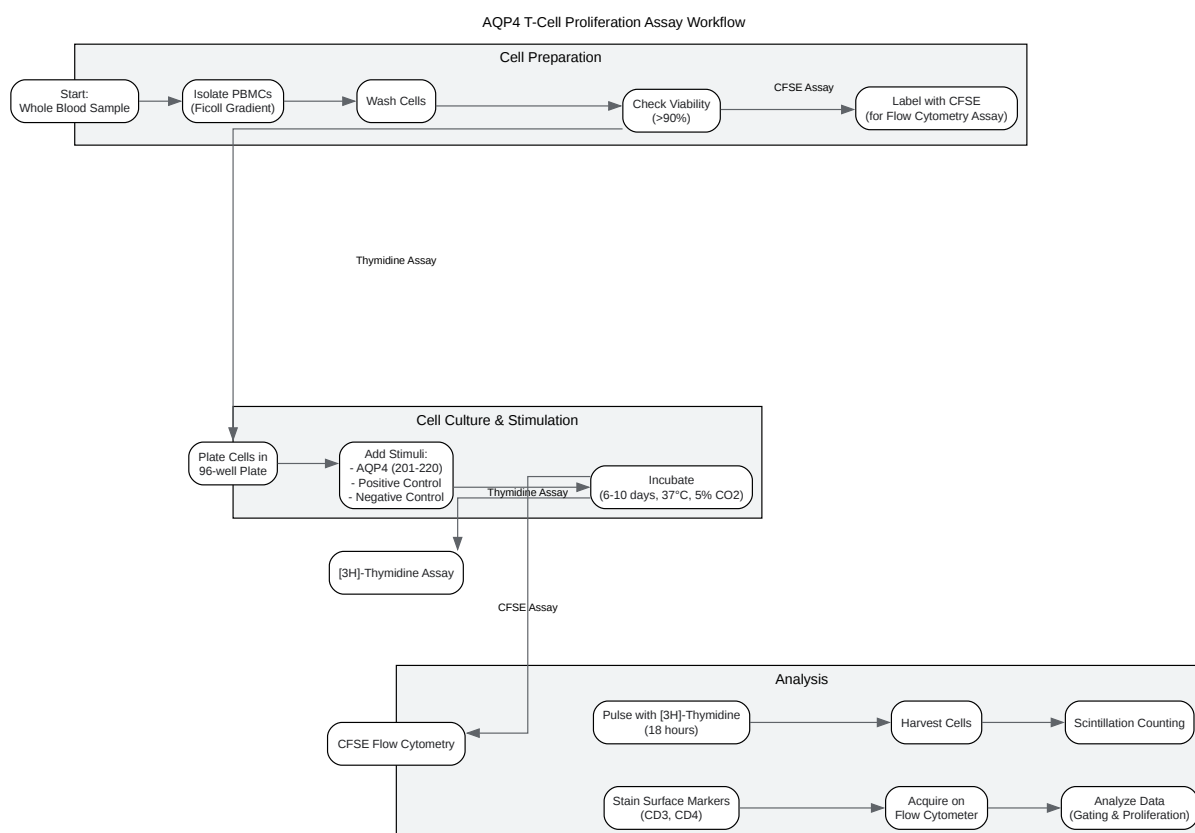 AQP4 T-Cell Proliferation Assay Workflow
Cell Preparation
Start:
Whole Blood Sample
Isolate PBMCs
(Ficoll Gradient)
Wash Cells
Check Viability
(>90%)
CFSE Assay
Label with CFSE
(for Flow Cytometry Assay)
Thymidine Assay
Cell Culture & Stimulation
Plate Cells in
96-well Plate
Add Stimuli:
- AQP4 (201-220)
- Positive Control
- Negative Control
Thymidine Assay
Incubate
(6-10 days, 37°C, 5% CO2)
[3H]-Thymidine Assay
CFSE Assay
Analysis
Pulse with [3H]-Thymidine
(18 hours)
Harvest Cells
Scintillation Counting
CFSE Flow Cytometry
Stain Surface Markers
(CD3, CD4)
Acquire on
Flow Cytometer
Analyze Data
(Gating & Proliferation)